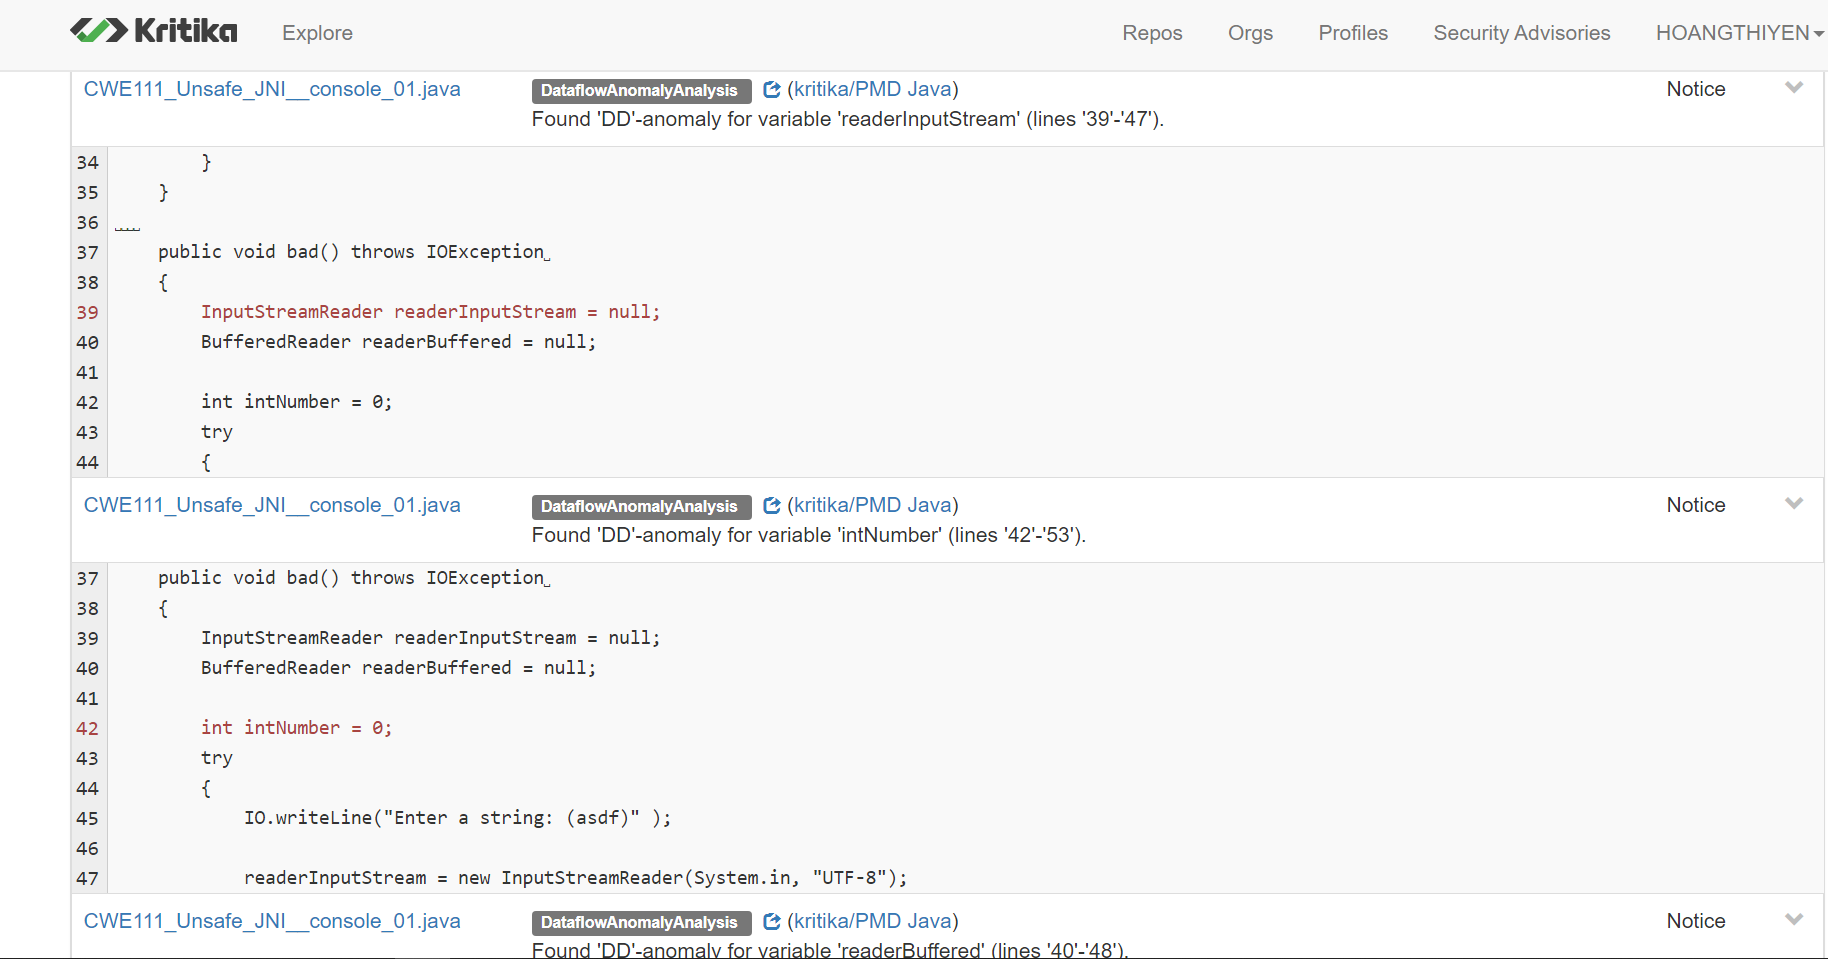 Kritika Explore Repos Orgs Profiles Security Advisories HOANGTHIYEN
CWE111_Unsafe_JNI__console_01.java DataflowAnomalyAnalysis (kritika/PMD Java) Notice
Found 'DD'-anomaly for variable 'readerInputStream' (lines '39'-'47').
34 }
35 }
36
37 public void bad() throws IOException
38 {
39 InputStreamReader readerInputStream = null;
40 BufferedReader readerBuffered = null;
41
42 int intNumber = 0;
43 try
44 {
CWE111_Unsafe_JNI__console_01.java DataflowAnomalyAnalysis (kritika/PMD Java) Notice
Found 'DD'-anomaly for variable 'intNumber' (lines '42'-'53').
37 public void bad() throws IOException
38 {
39 InputStreamReader readerInputStream = null;
40 BufferedReader readerBuffered = null;
41
42 int intNumber = 0;
43 try
44 {
45 IO.writeLine("Enter a string: (asdf)" );
46
47 readerInputStream = new InputStreamReader(System.in, "UTF-8");
CWE111_Unsafe_JNI__console_01.java DataflowAnomalyAnalysis (kritika/PMD Java) Notice
Found 'DD'-anomaly for variable 'readerBuffered' (lines '40'-'48').